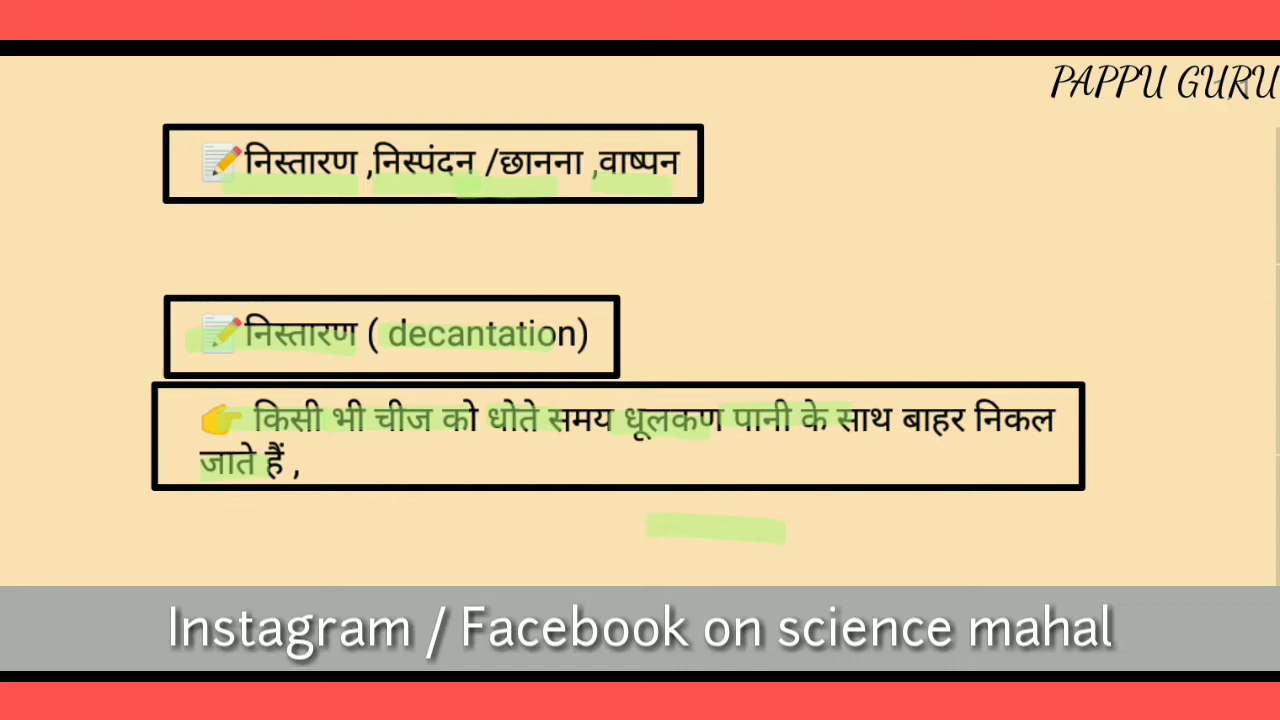 PAPPU GURU
📝निस्तारण ,निस्पंदन /छानना ,वाष्पन
📝निस्तारण ( decantation)
👉 किसी भी चीज को धोते समय धूलकण पानी के साथ बाहर निकल
जाते हैं ,
Instagram / Facebook on science mahal